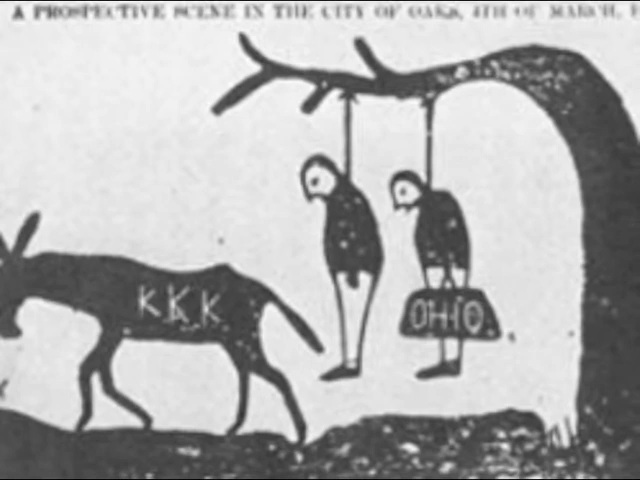 A PROSPECTIVE SCENE IN THE CITY OF OAKS, 4TH OF MARCH,
KKK
OHIO